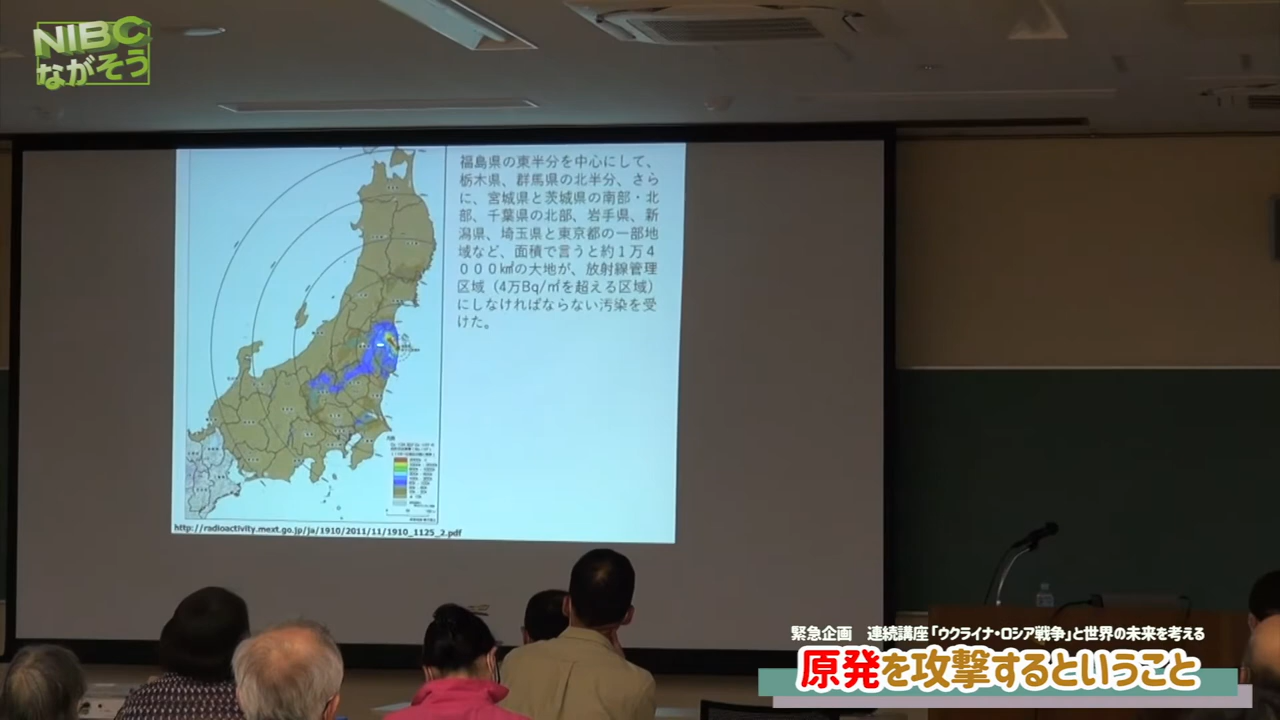 NIBC
ながそう
福島県の東半分を中心にして、
栃木県、群馬県の北半分、さら
に、宮城県と茨城県の南部・北
部、千葉県の北部、岩手県、新
潟県、埼玉県と東京都の一部地
域など、面積で言うと約１万４
０００㎢の大地が、放射線管理
区域（4万Bq/㎡を超える区域）
にしなければならない汚染を受
けた。
http://radioactivity.mext.go.jp/ja/1910/2011/11/1910_1125_2.pdf
緊急企画　連続講座「ウクライナ・ロシア戦争」と世界の未来を考える
原発を攻撃するということ